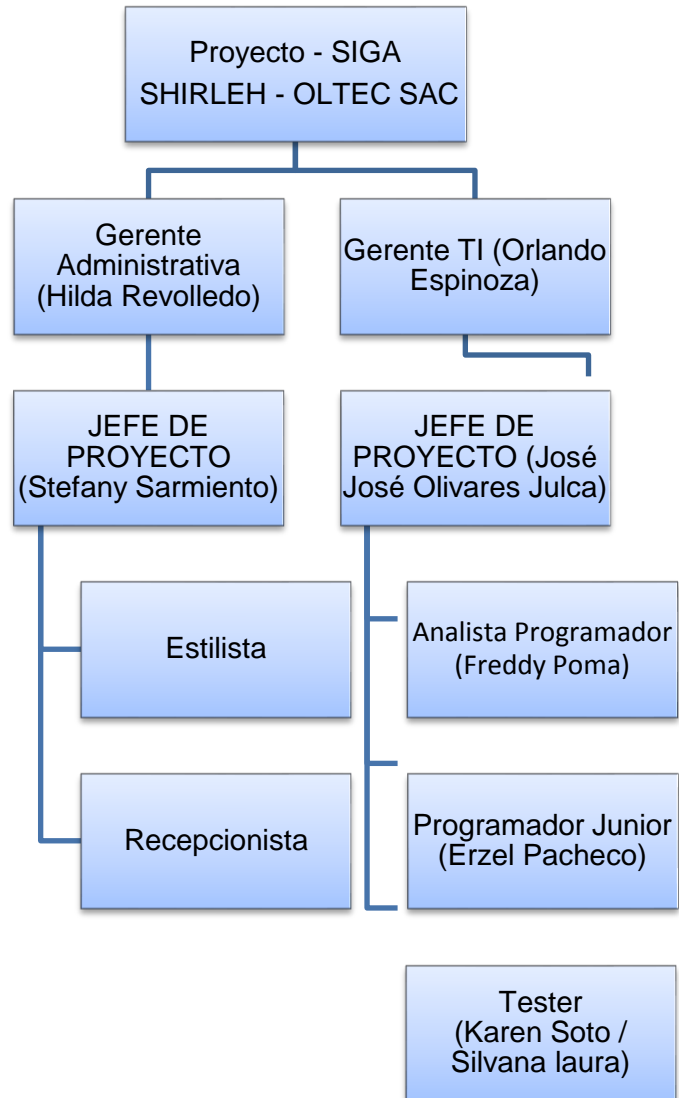 Proyecto - SIGA
SHIRLEH - OLTEC SAC
Gerente
Administrativa
(Hilda Revolledo)
Gerente TI (Orlando
Espinoza)
JEFE DE
PROYECTO
(Stefany Sarmiento)
JEFE DE
PROYECTO (José
José Olivares Julca)
Estilista
Analista Programador
(Freddy Poma)
Recepcionista
Programador Junior
(Erzel Pacheco)
Tester
(Karen Soto /
Silvana laura)